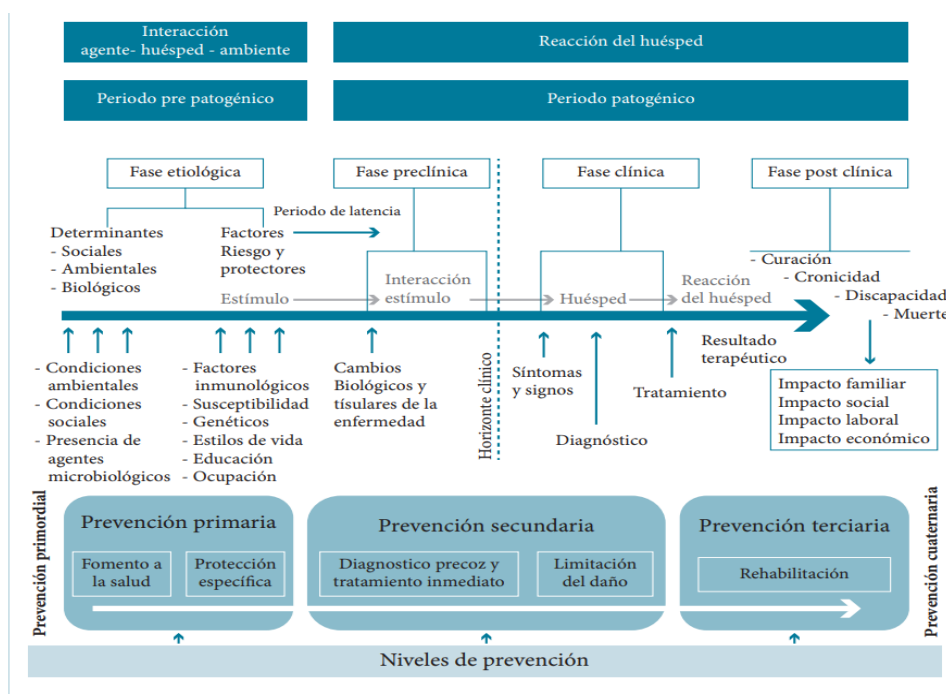 Interacción
agente- huésped - ambiente
Reacción del huésped
Periodo pre patogénico
Periodo patogénico
Fase etiológica
Fase preclínica
Fase clínica
Fase post clínica
Periodo de latencia
Determinantes
- Sociales
- Ambientales
- Biológicos
Factores
Riesgo y
protectores
Estímulo
Interacción
estímulo
Huésped
Reacción
del huésped
- Curación
- Cronicidad
- Discapacidad
- Muerte
Resultado
terapéutico
- Condiciones
ambientales
- Condiciones
sociales
- Presencia de
agentes
microbiológicos
- Factores
inmunológicos
- Susceptibilidad
- Genéticos
- Estilos de vida
- Educación
- Ocupación
Cambios
Biológicos y
tísulares de la
enfermedad
Horizonte clínico
Síntomas
y signos
Diagnóstico
Tratamiento
Impacto familiar
Impacto social
Impacto laboral
Impacto económico
Prevención primordial
Prevención primaria
Fomento a
la salud
Protección
específica
Prevención secundaria
Diagnostico precoz y
tratamiento inmediato
Limitación
del daño
Prevención terciaria
Rehabilitación
Prevención cuaternaria
Niveles de prevención